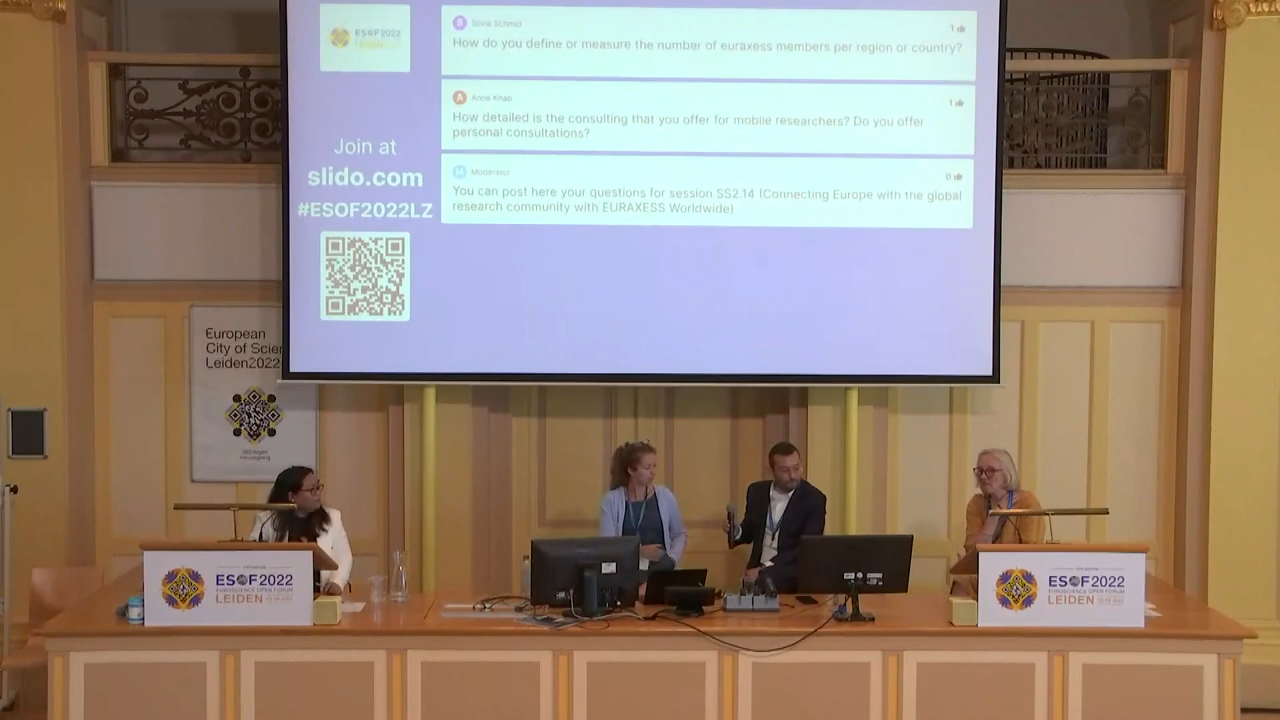 ESOF2022
Silvia Schmid
1
How do you define or measure the number of euraxess members per region or country?
A
Anne Knab
1
How detailed is the consulting that you offer for mobile researchers? Do you offer
personal consultations?
M
Moderator
0
You can post here your questions for session SS2.14 (Connecting Europe with the global
research community with EURAXESS Worldwide)
Join at
slido.com
#ESOF2022LZ
European
City of Scien
Leiden2022
ESOF2022
EUROSCIENCE OPEN FORUM
LEIDEN
ESOF2022
EUROSCIENCE OPEN FORUM
LEIDEN